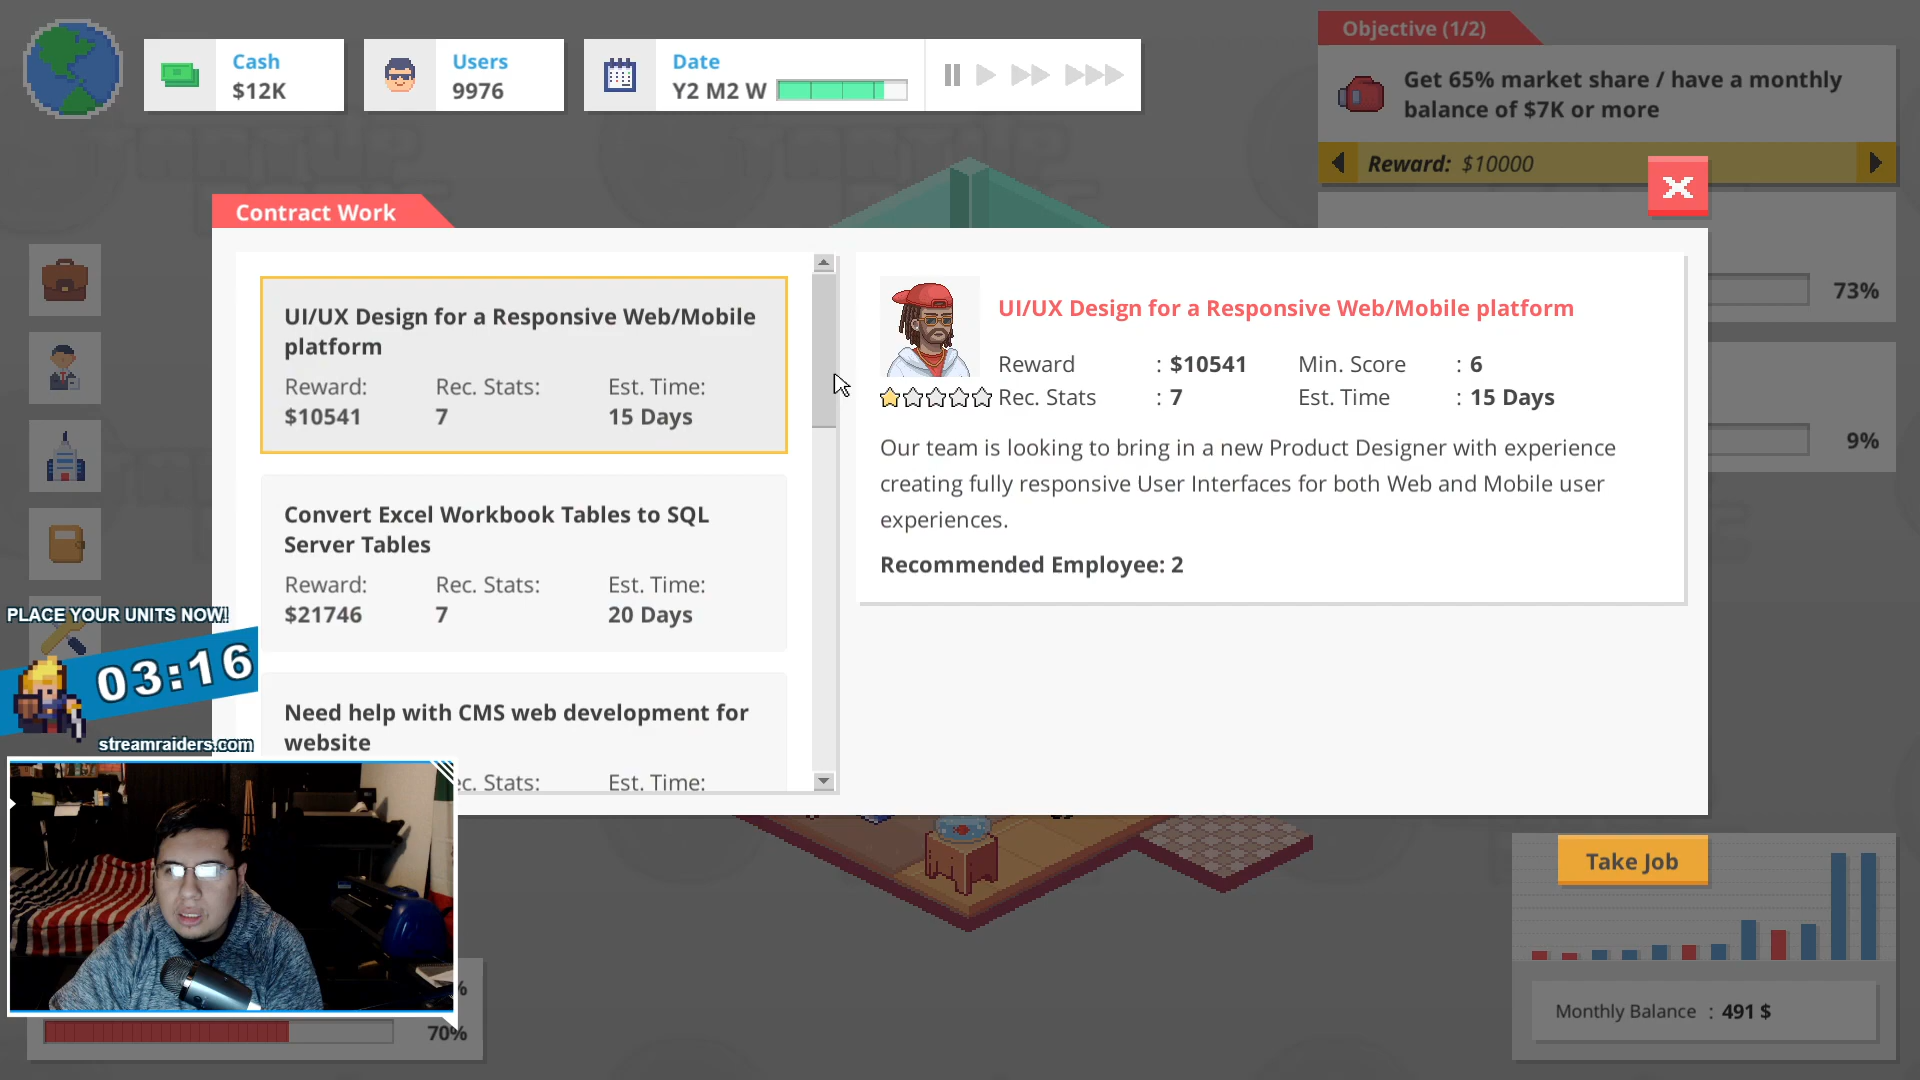 Cash
$12K
Users
9976
Date
Y2 M2 W
Objective (1/2)
Get 65% market share / have a monthly
balance of $7K or more
Reward: $10000
Contract Work
UI/UX Design for a Responsive Web/Mobile
platform
Reward: Rec. Stats: Est. Time:
$10541 7 15 Days
Convert Excel Workbook Tables to SQL
Server Tables
Reward: Rec. Stats: Est. Time:
$21746 7 20 Days
Need help with CMS web development for
website
ec. Stats: Est. Time:
UI/UX Design for a Responsive Web/Mobile platform
Reward : $10541 Min. Score : 6
Rec. Stats : 7 Est. Time : 15 Days
Our team is looking to bring in a new Product Designer with experience
creating fully responsive User Interfaces for both Web and Mobile user
experiences.
Recommended Employee: 2
73%
9%
PLACE YOUR UNITS NOW!
03:16
streamraiders.com
Take Job
%
70%
Monthly Balance : 491 $